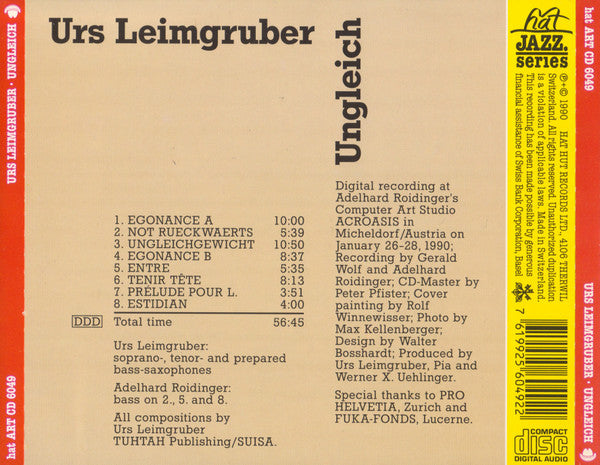 hat ART CD 6049
URS LEIMGRUBER · UNGLEICH
Urs Leimgruber
Ungleich
1. EGONANCE A 10:00
2. NOT RUECKWAERTS 5:39
3. UNGLEICHGEWICHT 10:50
4. EGONANCE B 8:37
5. ENTRE 5:31
6. TENIR TÊTE 8:13
7. PRÉLUDE POUR L. 3:51
8. ESTIDIAN 4:00
DDD Total time 56:45
Urs Leimgruber:
soprano-, tenor- and prepared
bass-saxophones
Adelhard Roidinger:
bass on 2., 5. and 8.
All compositions by
Urs Leimgruber
TUHTAH Publishing/SUISA.
Digital recording at
Adelhard Roidinger's
Computer Art Studio
ACROASIS in
Micheldorf/Austria on
January 26-28, 1990;
Recording by Gerald
Wolf and Adelhard
Roidinger; CD-Master by
Peter Pfister; Cover
painting by Rolf
Winnewisser; Photo by
Max Kellenberger;
Design by Walter
Bosshardt; Produced by
Urs Leimgruber, Pia and
Werner X. Uehlinger.
Special thanks to PRO
HELVETIA, Zurich and
FUKA-FONDS, Lucerne.
hat
JAZZ.
series
℗+© 1990 HAT HUT RECORDS LTD., 4106 THERWIL
Switzerland. All rights reserved. Unauthorized duplication
is a violation of applicable laws. Made in Switzerland.
This recording has been made possible by generous
financial assistance of Swiss Bank Corporation, Basel
7 619925 604922
COMPACT
disc
DIGITAL AUDIO
hat ART CD 6049
URS LEIMGRUBER · UNGLEICH